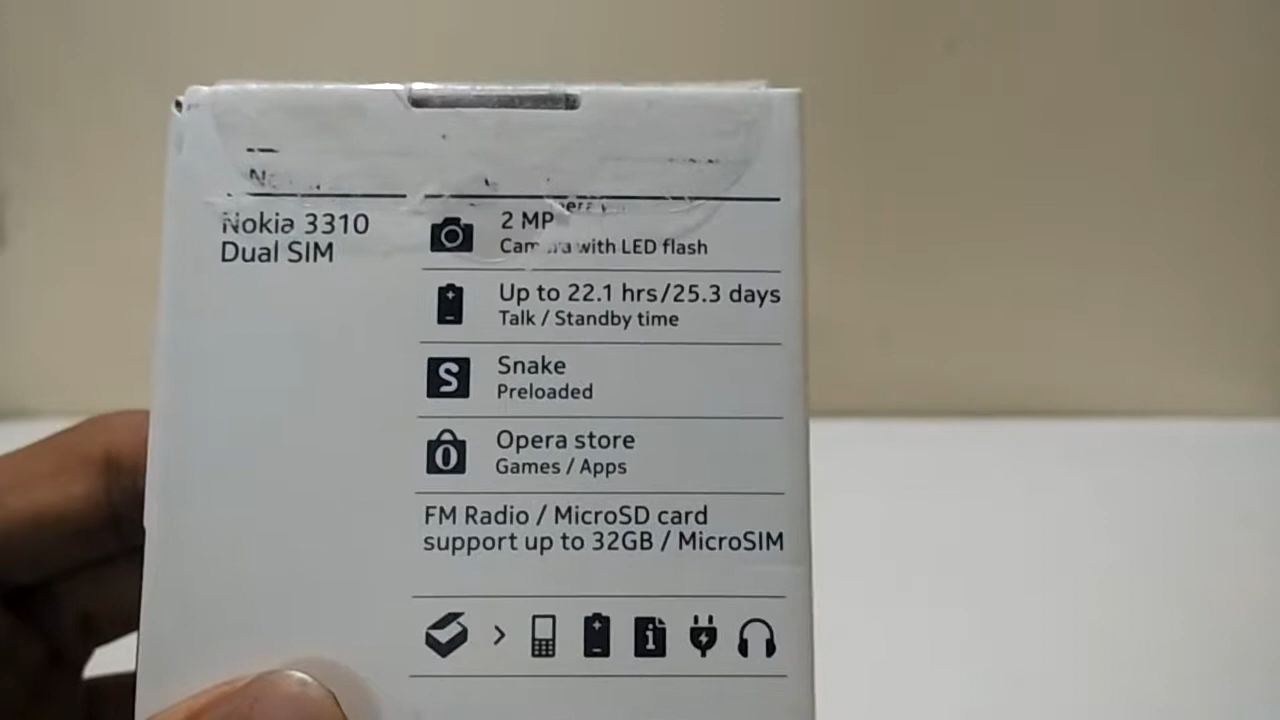 Nokia 3310
Dual SIM
2 MP
Camera with LED flash
Up to 22.1 hrs/25.3 days
Talk / Standby time
S
Snake
Preloaded
Opera store
Games / Apps
FM Radio / MicroSD card
support up to 32GB / MicroSIM